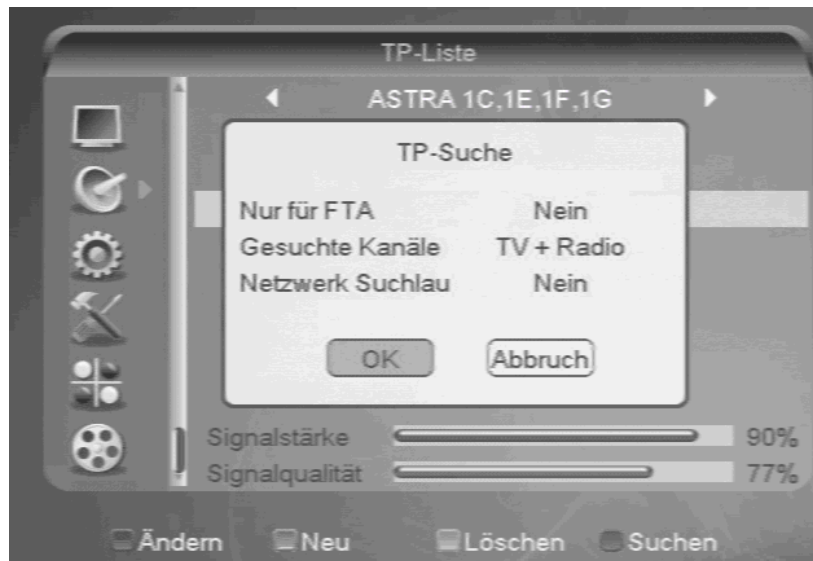 TP-Liste
ASTRA 1C,1E,1F,1G
TP-Suche
Nur für FTA Nein
Gesuchte Kanäle TV + Radio
Netzwerk Suchlau Nein
OK Abbruch
Signalstärke 90%
Signalqualität 77%
Ändern Neu Löschen Suchen